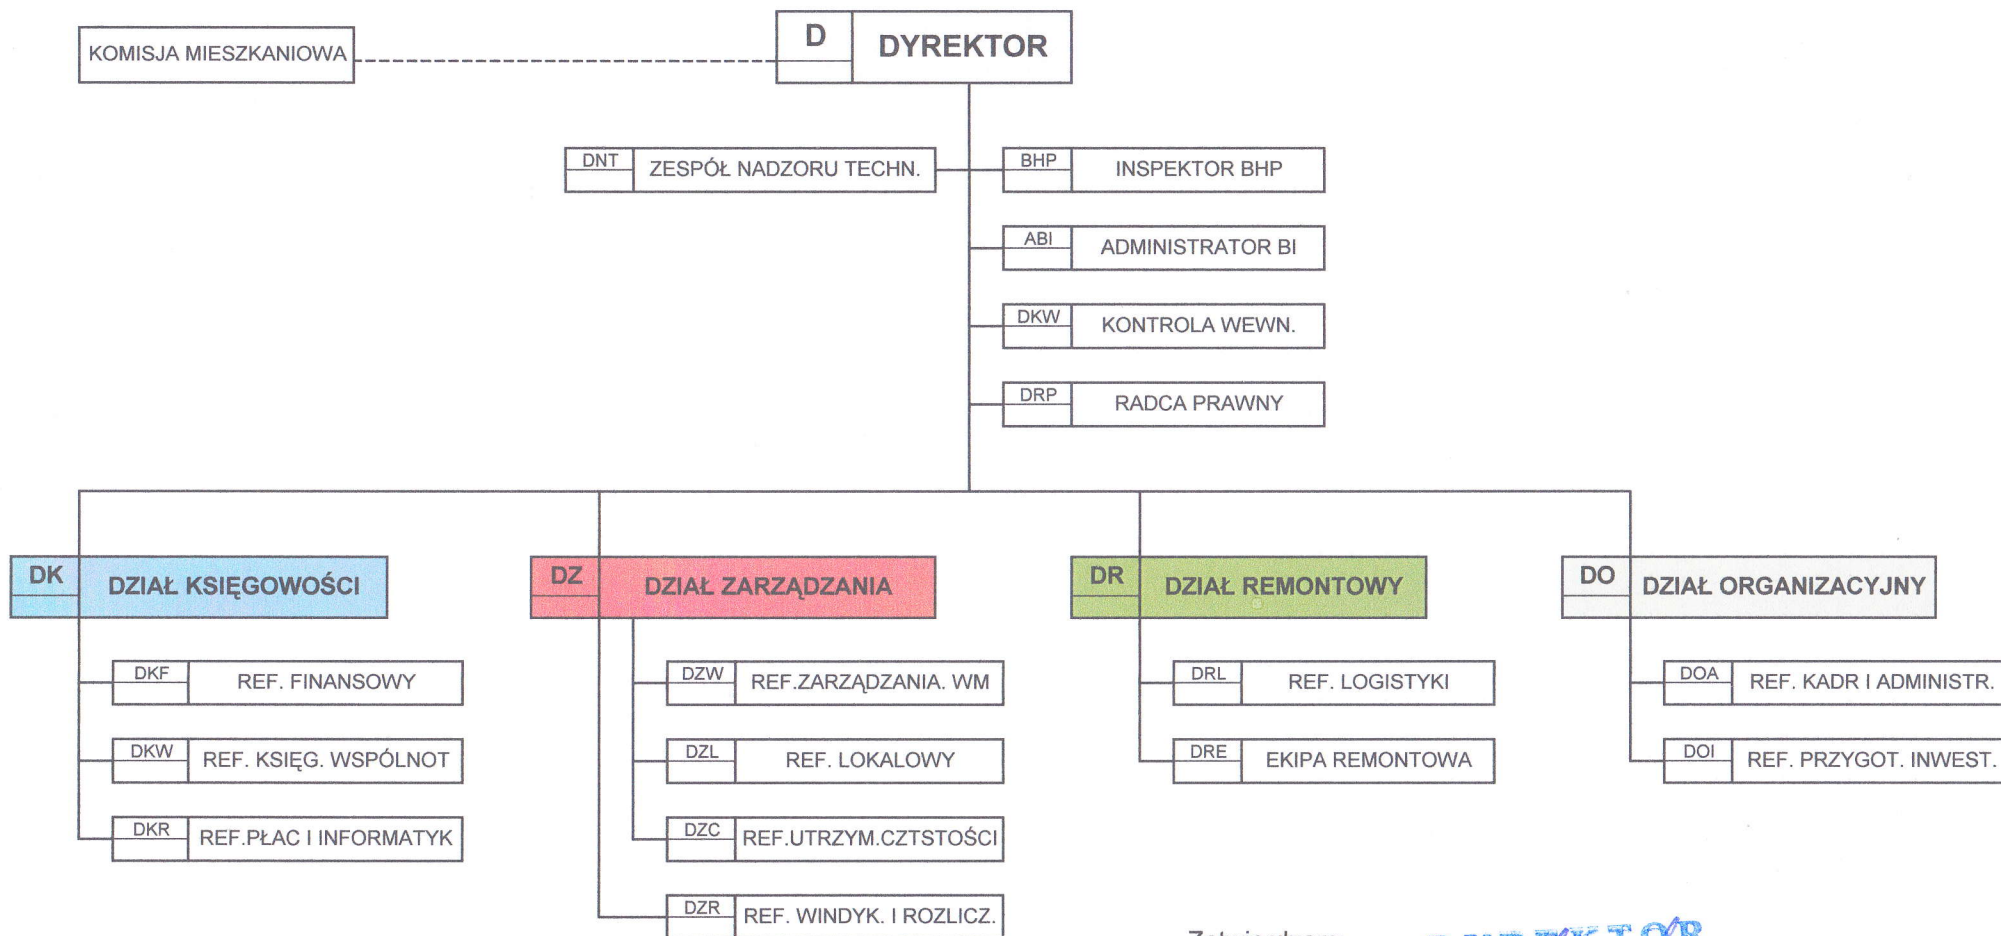 KOMISJA MIESZKANIOWA
D DYREKTOR
DNT ZESPÓŁ NADZORU TECHN.
BHP INSPEKTOR BHP
ABI ADMINISTRATOR BI
DKW KONTROLA WEWN.
DRP RADCA PRAWNY
DK DZIAŁ KSIĘGOWOŚCI
DZ DZIAŁ ZARZĄDZANIA
DR DZIAŁ REMONTOWY
DO DZIAŁ ORGANIZACYJNY
DKF REF. FINANSOWY
DZW REF.ZARZĄDZANIA. WM
DRL REF. LOGISTYKI
DOA REF. KADR I ADMINISTR.
DKW REF. KSIĘG. WSPÓLNOT
DZL REF. LOKALOWY
DRE EKIPA REMONTOWA
DOI REF. PRZYGOT. INWEST.
DKR REF.PŁAC I INFORMATYK
DZC REF.UTRZYM.CZTSTOŚCI
DZR REF. WINDYK. I ROZLICZ.
DYREKTOR